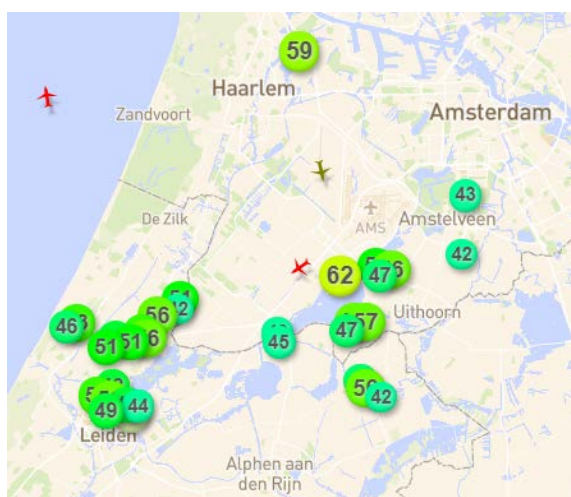 59
Haarlem
Zandvoort
Amsterdam
43
De Zilk
AMS
Amstelveen
42
62
47
56
46
51
47
57
Uithoorn
45
51
51
49
44
Leiden
42
Alphen aan
den Rijn